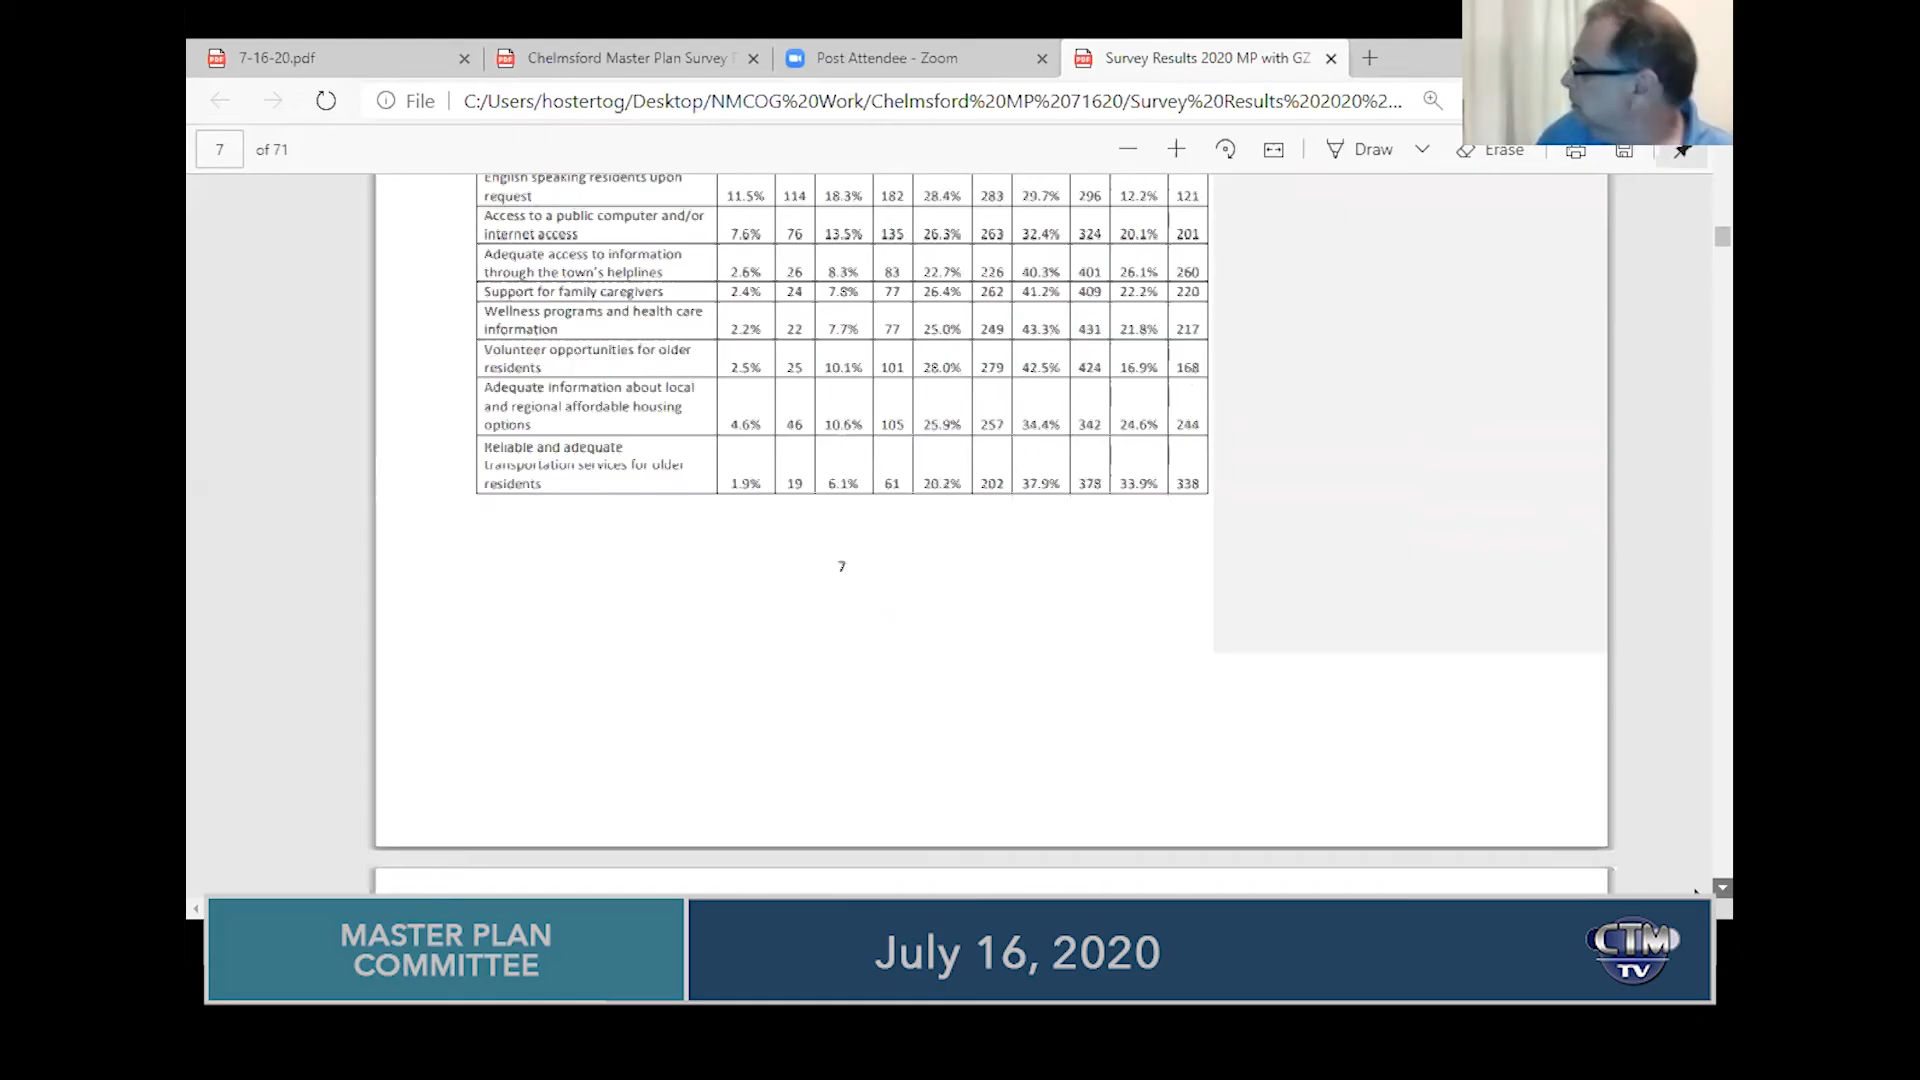 7-16-20.pdf
Chelmsford Master Plan Survey F
Post Attendee - Zoom
Survey Results 2020 MP with GZ
File
C:/Users/hostertog/Desktop/NMCOG%20Work/Chelmsford%20MP%2071620/Survey%20Results%202020%2...
7 of 71
Draw
Erase
English speaking residents upon
request 11.5% 114 18.3% 182 28.4% 283 29.7% 296 12.2% 121
Access to a public computer and/or
internet access 7.6% 76 13.5% 135 26.3% 263 32.4% 324 20.1% 201
Adequate access to information
through the town's helplines 2.6% 26 8.3% 83 22.7% 226 40.3% 401 26.1% 260
Support for family caregivers 2.4% 24 7.8% 77 26.4% 262 41.2% 409 22.2% 220
Wellness programs and health care
information 2.2% 22 7.7% 77 25.0% 249 43.3% 431 21.8% 217
Volunteer opportunities for older
residents 2.5% 25 10.1% 101 28.0% 279 42.5% 424 16.9% 168
Adequate information about local
and regional affordable housing
options 4.6% 46 10.6% 105 25.9% 257 34.4% 342 24.6% 244
Reliable and adequate
transportation services for older
residents 1.9% 19 6.1% 61 20.2% 202 37.9% 378 33.9% 338
7
MASTER PLAN
COMMITTEE
July 16, 2020
CTM
TV